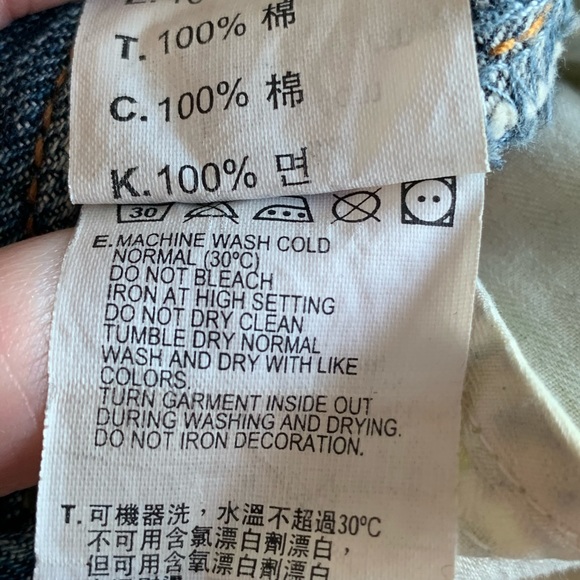 T. 100% 棉
C. 100% 棉
K. 100% 면
30
E. MACHINE WASH COLD
NORMAL (30°C)
DO NOT BLEACH
IRON AT HIGH SETTING
DO NOT DRY CLEAN
TUMBLE DRY NORMAL
WASH AND DRY WITH LIKE
COLORS.
TURN GARMENT INSIDE OUT
DURING WASHING AND DRYING.
DO NOT IRON DECORATION.
T. 可機器洗，水溫不超過30°C
不可用含氯漂白劑漂白，
但可用含氧漂白劑漂白